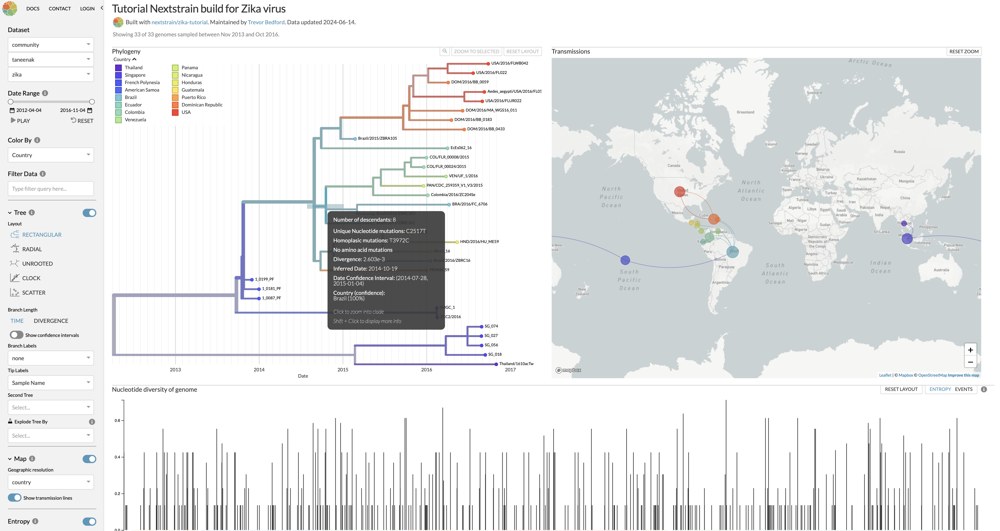 DOCS CONTACT LOGIN
Dataset
community
taneenak
zika
Date Range
2012-04-04 2016-11-04
PLAY RESET
Color By
Country
Filter Data
Type filter query here...
Tree
Layout
RECTANGULAR
RADIAL
UNROOTED
CLOCK
SCATTER
Branch Length
TIME DIVERGENCE
Show confidence intervals
Branch Labels
none
Tip Labels
Sample Name
Second Tree
Select...
Explode Tree By
Select...
Map
Geographic resolution
country
Show transmission lines
Entropy
Tutorial Nextstrain build for Zika virus
Built with nextstrain/zika-tutorial. Maintained by Trevor Bedford. Data updated 2024-06-14.
Showing 33 of 33 genomes sampled between Nov 2013 and Oct 2016.
Phylogeny
ZOOM TO SELECTED RESET LAYOUT
Country
Thailand
Singapore
French Polynesia
American Samoa
Brazil
Ecuador
Colombia
Venezuela
Panama
Nicaragua
Honduras
Guatemala
Puerto Rico
Dominican Republic
USA
USA/2016/FLWB042
USA/2016/FL022
DOM/2016/BB_0059
Aedes_aegypti/USA/2016/FL05
USA/2016/FLUR022
DOM/2016/MA_WGS16_011
DOM/2016/BB_0183
DOM/2016/BB_0433
Brazil/2015/ZBRA105
EcEs062_16
COL/FLR_00008/2015
COL/FLR_00024/2015
VEN/UF_1/2016
PAN/CDC_259359_V1_V3/2015
Colombia/2016/ZC204Se
BRA/2016/FC_6706
Brazil/2015/ZBRC303
Brazil/2015/ZBRC301
HND/2016/HU_ME59
Nica1_16
Brazil/2016/ZBRC16
PRVABC59
1_0199_PF
1_0181_PF
1_0087_PF
SMGC_1
ZKC2/2016
SG_074
SG_027
SG_056
SG_018
Thailand/1610acTw
Number of descendants: 8
Unique Nucleotide mutations: C2517T
Homoplasic mutations: T3972C
No amino acid mutations
Divergence: 2.603e-3
Inferred Date: 2014-10-19
Date Confidence Interval: (2014-07-28,
2015-01-04)
Country (confidence):
Brazil (100%)
Click to zoom into clade
Shift + Click to display more info
2013 2014 2015 2016 2017
Date
Transmissions
RESET ZOOM
Arctic Ocean
Svalbard
Greenland
Iceland
Sweden
Norway
Russia
Canada
United
Kingdom
Belarus
Ukraine
France
Kazakhstan
Mongolia
North
Pacific
Ocean
North
Atlantic
Ocean
Spain
Italy
Turkey
Uzbekistan
China
Japan
United
States
Tunisia
Iraq
Iran
Algeria
Libya
Egypt
Saudi
Arabia
Oman
Pakistan
Nepal
India
Mexico
Cuba
Senegal
Mali
Niger
Sudan
Yemen
Thailand
Philippines
Nigeria
Sri Lanka
Venezuela
Democratic
Republic of
the Congo
Kenya
Malaysia
Indonesia
Papua New
Guinea
a New
inea
Ecuador
Peru
Brazil
Angola
Bolivia
Namibia
Madagascar
Paraguay
South
Pacific
Ocean
South
Atlantic
Ocean
Indian
Ocean
South Africa
Australia
Argentina
New
Zealand
N
Zea
+
−
mapbox
Leaflet | © Mapbox © OpenStreetMap Improve this map
Nucleotide diversity of genome
RESET LAYOUT ENTROPY EVENTS
0.6
0.4
0.2
0.0